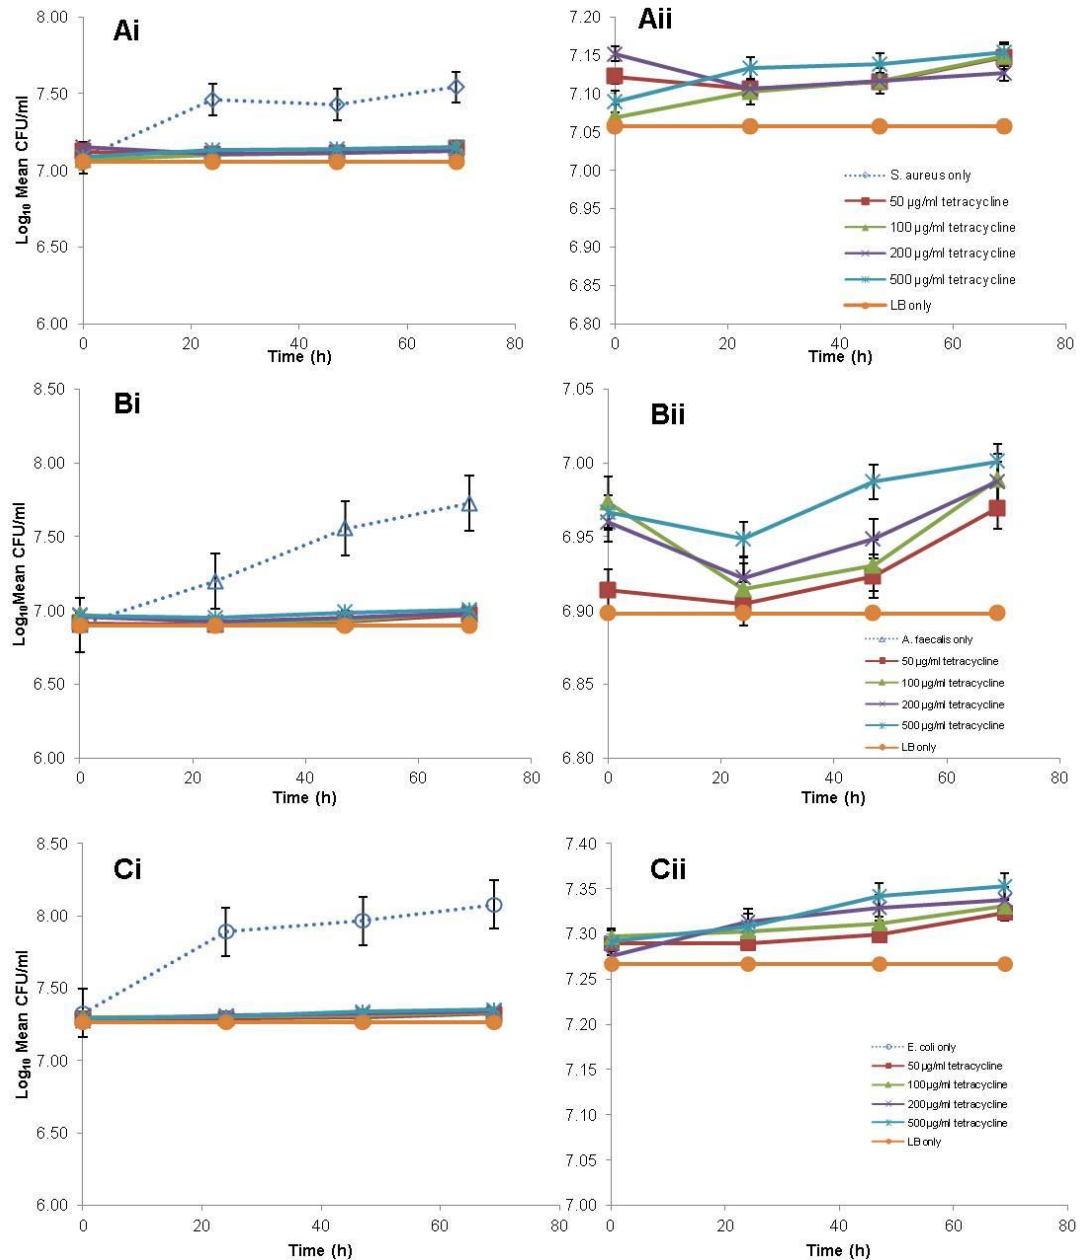 Ai
8.00
7.50
7.00
6.50
6.00
Log10 Mean CFU/ml
0 20 40 60 80
Time (h)
Aii
7.20
7.15
7.10
7.05
7.00
6.95
6.90
6.85
6.80
S. aureus only
50 µg/ml tetracycline
100 µg/ml tetracycline
200 µg/ml tetracycline
500 µg/ml tetracycline
LB only
0 20 40 60 80
Time (h)
Bi
8.50
8.00
7.50
7.00
6.50
6.00
Log10Mean CFU/ml
0 20 40 60 80
Time (h)
Bii
7.05
7.00
6.95
6.90
6.85
6.80
A. faecalis only
50 µg/ml tetracycline
100 µg/ml tetracycline
200 µg/ml tetracycline
500 µg/ml tetracycline
LB only
0 20 40 60 80
Time (h)
Ci
8.50
8.00
7.50
7.00
6.50
6.00
Log10 Mean CFU/ml
0 20 40 60 80
Time (h)
Cii
7.40
7.35
7.30
7.25
7.20
7.15
7.10
7.05
7.00
E. coli only
50 µg/ml tetracycline
100 µg/ml tetracycline
200 µg/ml tetracycline
500 µg/ml tetracycline
LB only
0 20 40 60 80
Time (h)